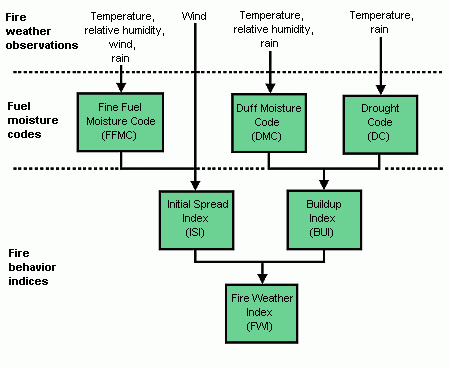 Fire
weather
observations
Temperature,
relative humidity,
wind,
rain
Wind
Temperature,
relative humidity,
rain
Temperature,
rain
Fuel
moisture
codes
Fine Fuel
Moisture Code
(FFMC)
Duff Moisture
Code
(DMC)
Drought
Code
(DC)
Fire
behavior
indices
Initial Spread
Index
(ISI)
Buildup
Index
(BUI)
Fire Weather
Index
(FWI)